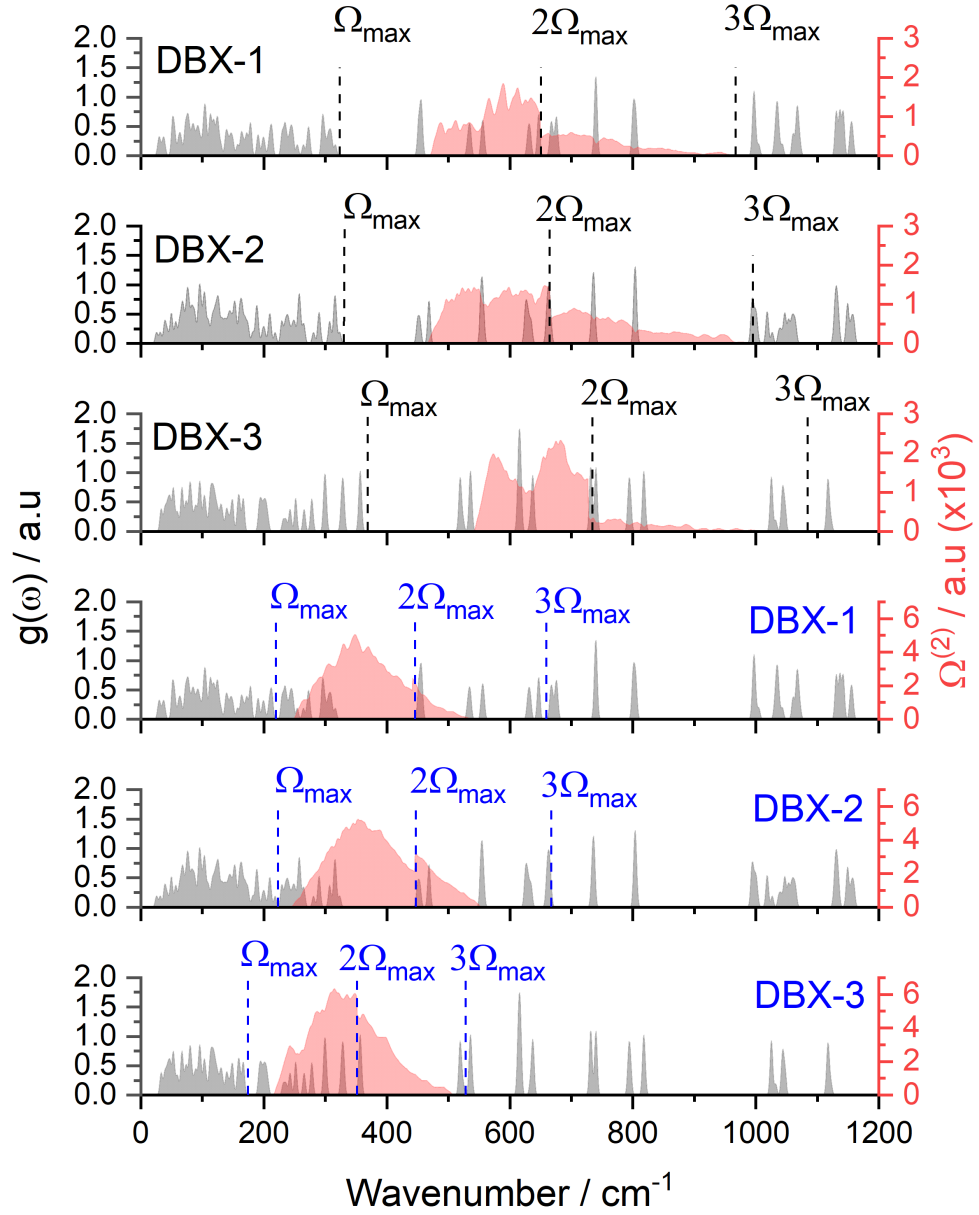 Ωmax 2Ωmax 3Ωmax
DBX-1
2.0 1.5 1.0 0.5 0.0
3 2 1 0
Ωmax 2Ωmax 3Ωmax
DBX-2
2.0 1.5 1.0 0.5 0.0
3 2 1 0
Ωmax 2Ωmax 3Ωmax
DBX-3
2.0 1.5 1.0 0.5 0.0
3 2 1 0
g(ω) / a.u
Ω(2) / a.u (x10³)
Ωmax 2Ωmax 3Ωmax
DBX-1
2.0 1.5 1.0 0.5 0.0
6 4 2 0
Ωmax 2Ωmax 3Ωmax
DBX-2
2.0 1.5 1.0 0.5 0.0
6 4 2 0
Ωmax 2Ωmax 3Ωmax
DBX-3
2.0 1.5 1.0 0.5 0.0
6 4 2 0
0 200 400 600 800 1000 1200
Wavenumber / cm⁻¹